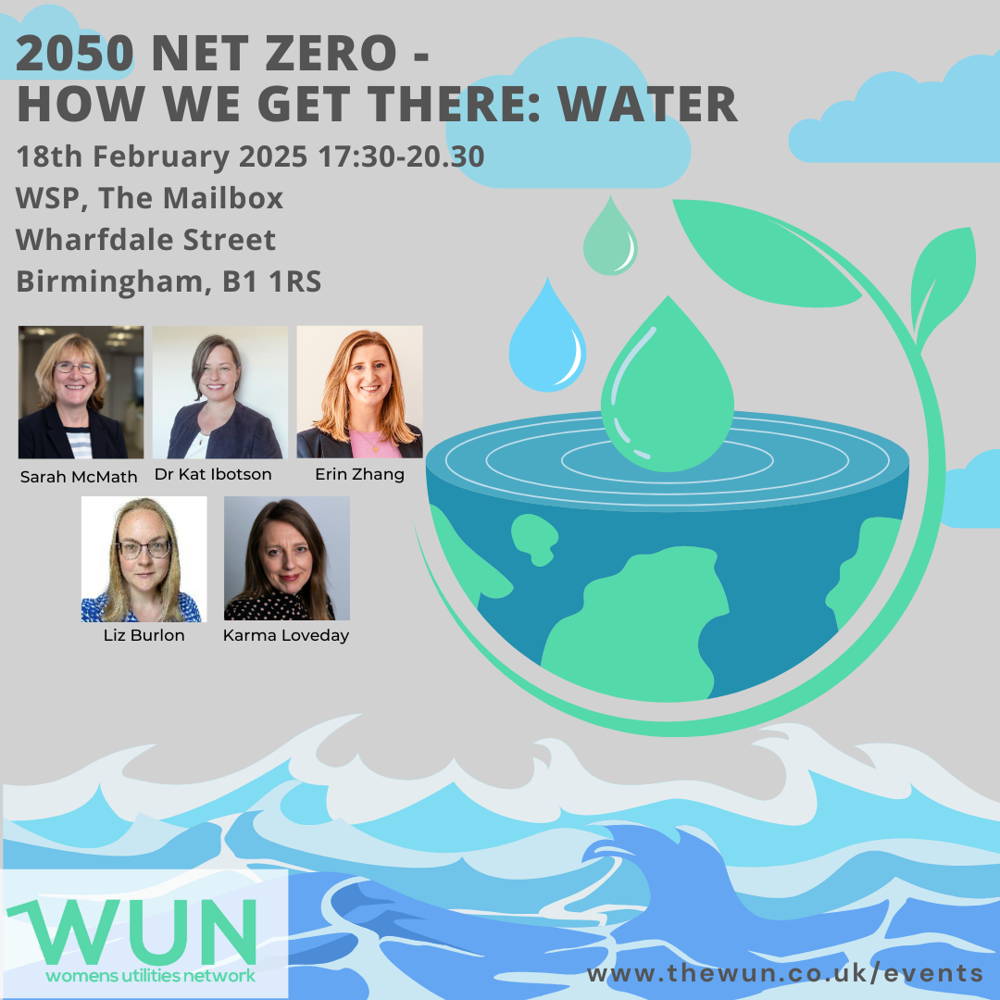 2050 NET ZERO -
HOW WE GET THERE: WATER
18th February 2025 17:30-20.30
WSP, The Mailbox
Wharfdale Street
Birmingham, B1 1RS
Sarah McMath
Dr Kat Ibotson
Erin Zhang
Liz Burlon
Karma Loveday
WUN
womens utilities network
www.thewun.co.uk/events